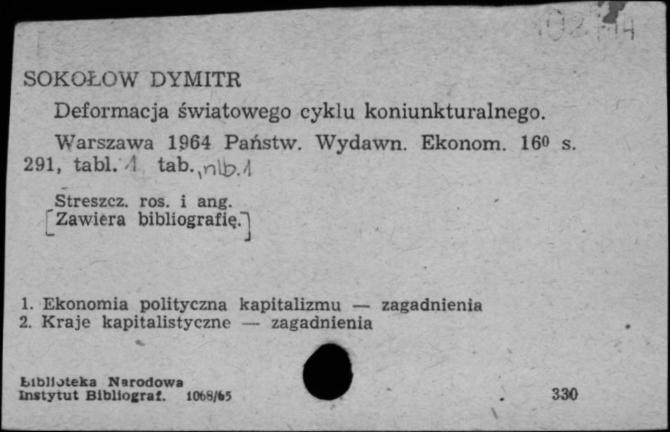 SOKOŁOW DYMITR
Deformacja światowego cyklu koniunkturalnego.
Warszawa 1964 Państw. Wydawn. Ekonom. 16⁰ s.
291, tabl. 1 tab., nlb. 1
Streszcz. ros. i ang.
[Zawiera bibliografię.]
1. Ekonomia polityczna kapitalizmu — zagadnienia
2. Kraje kapitalistyczne — zagadnienia
Biblioteka Narodowa
Instytut Bibliograf. 1068/65 330